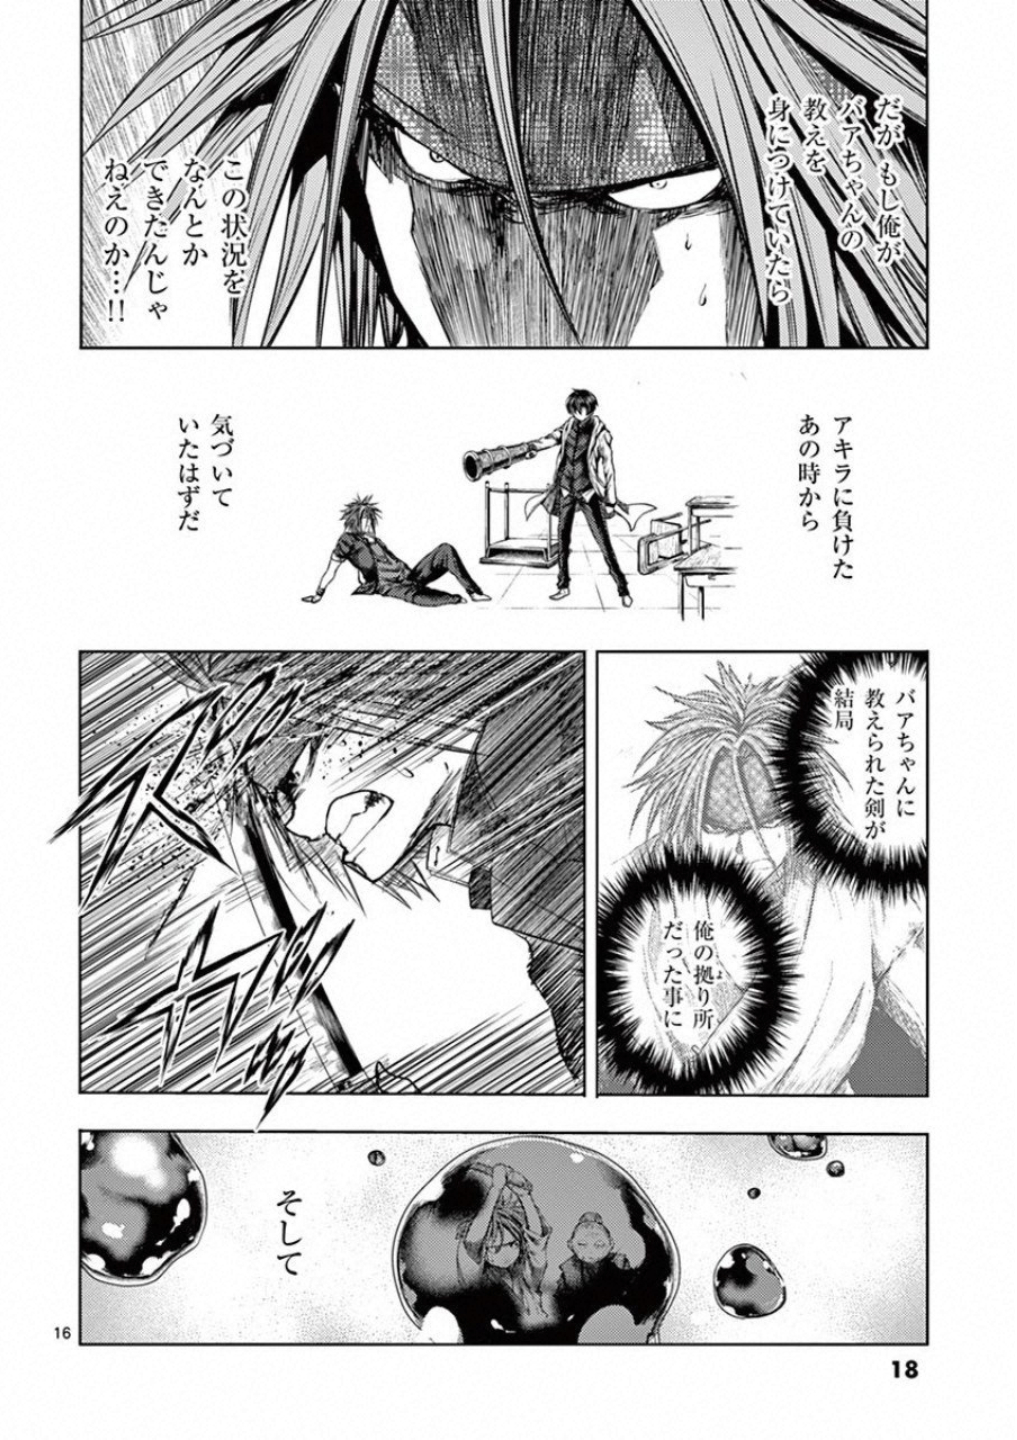 だが もし俺が
バアちゃんの
教えを
身につけていたら
この状況を
なんとか
できたんじゃ
ねえのか…!!
アキラに負けた
あの時から
気づいて
いたはずだ
バアちゃんに
教えられた剣が
結局
俺の拠り所
だった事に
そして
16
18